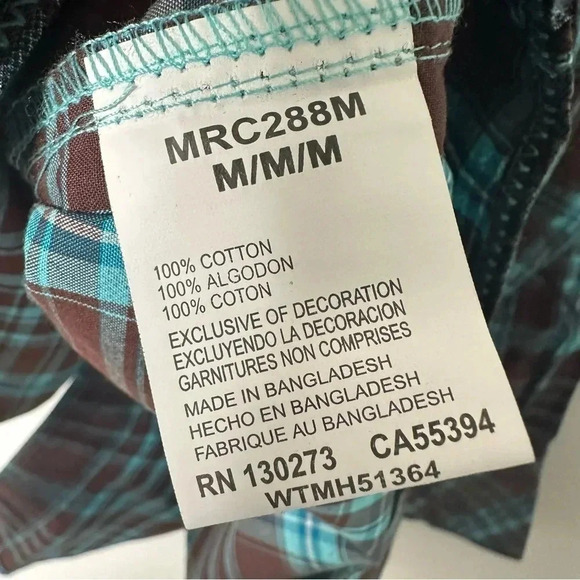 MRC288M
M/M/M
100% COTTON
100% ALGODON
100% COTON
EXCLUSIVE OF DECORATION
EXCLUYENDO LA DECORACION
GARNITURES NON COMPRISES
MADE IN BANGLADESH
HECHO EN BANGLADESH
FABRIQUE AU BANGLADESH
RN 130273 CA55394
WTMH51364